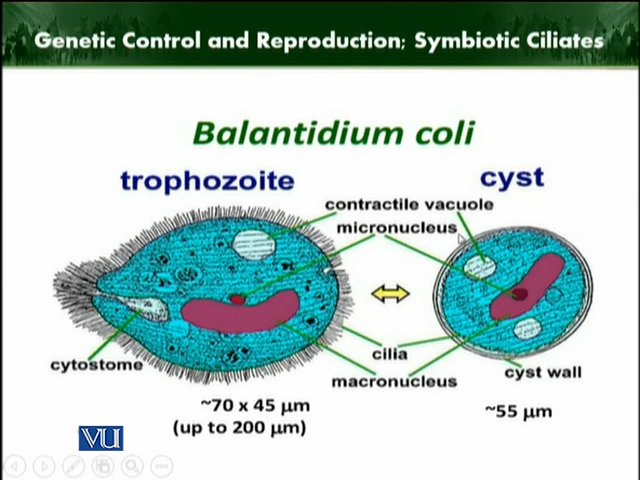 Genetic Control and Reproduction; Symbiotic Ciliates
Balantidium coli
trophozoite
cyst
contractile vacuole
micronucleus
cytostome
cilia
macronucleus
cyst wall
~70 x 45 µm
(up to 200 µm)
~55 µm
VU